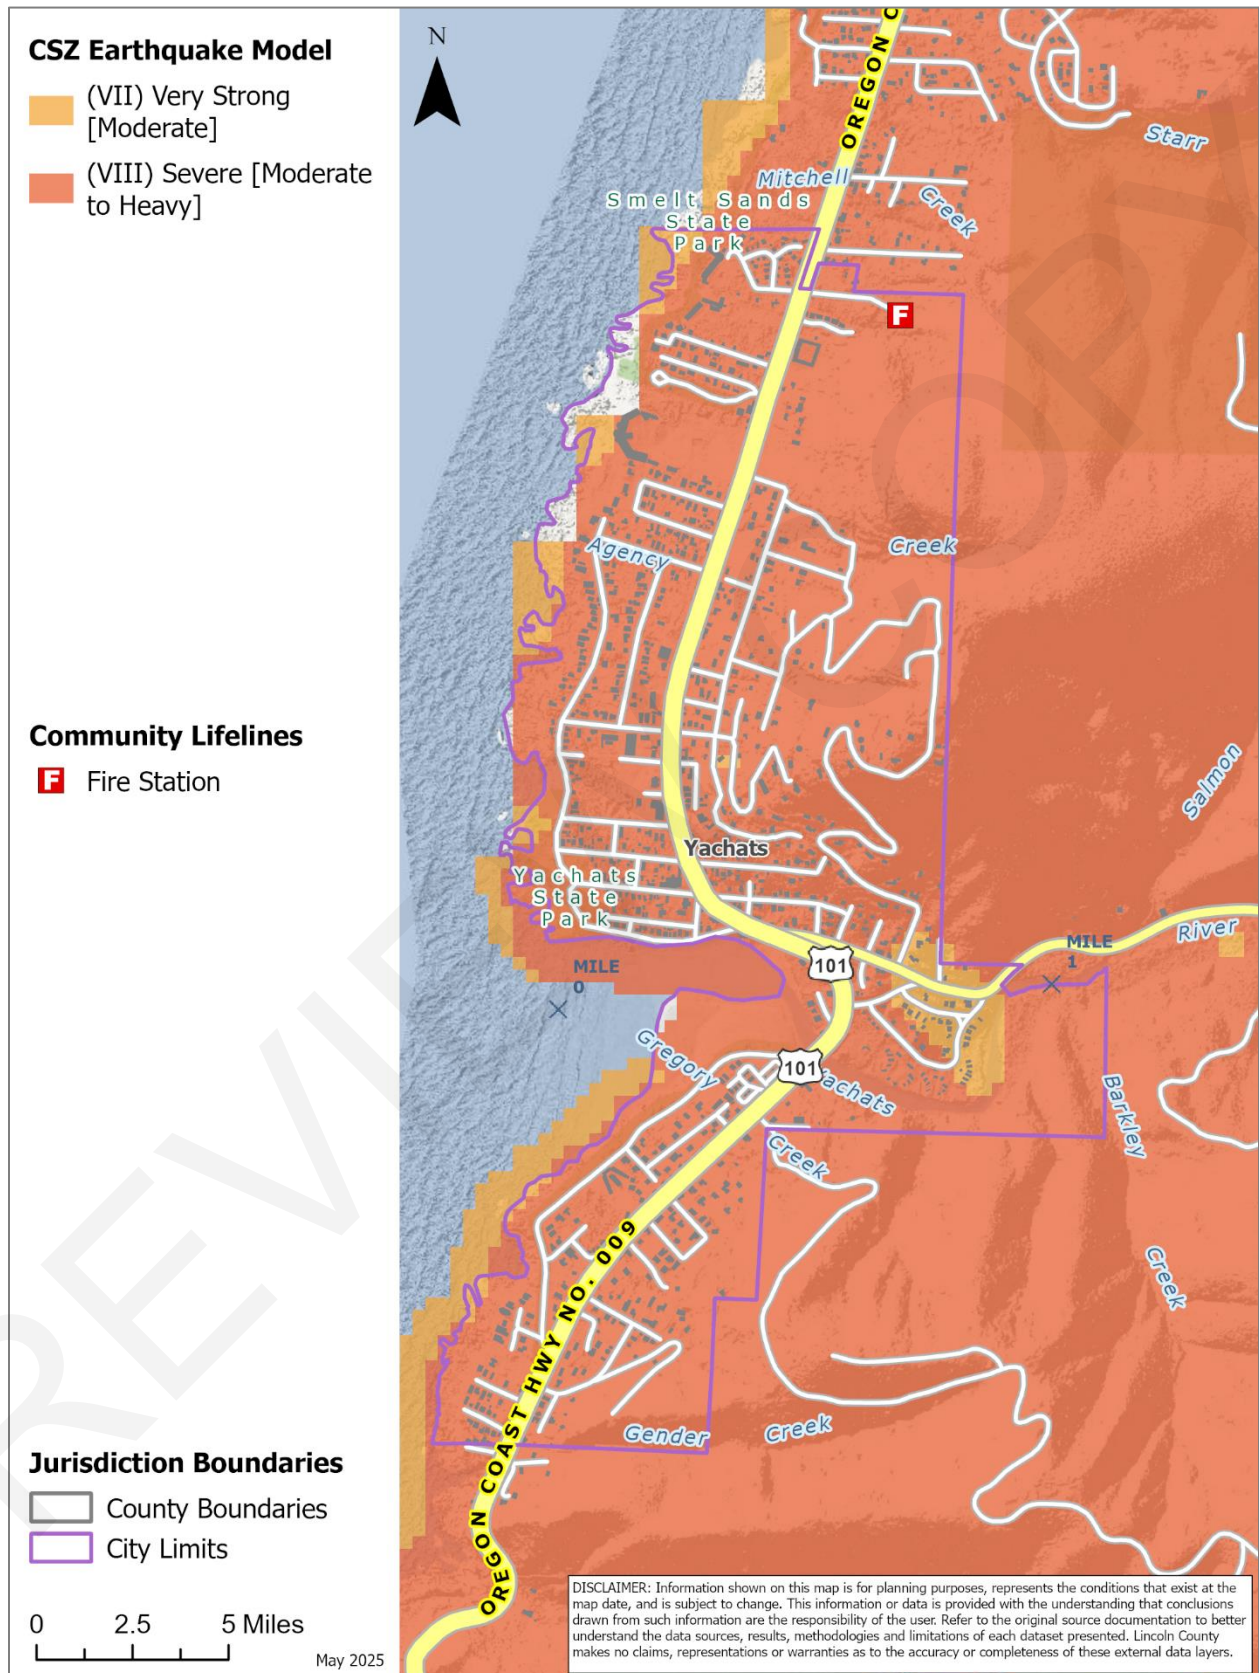 CSZ Earthquake Model
(VII) Very Strong
[Moderate]
(VIII) Severe [Moderate
to Heavy]
Community Lifelines
F Fire Station
Jurisdiction Boundaries
County Boundaries
City Limits
0 2.5 5 Miles
May 2025
N
OREGON C
Starr
Mitchell
Creek
Smelt Sands
State
Park
F
Agency
Creek
Salmon
Yachats
Yachats
State
Park
MILE
0
101
MILE
1
River
Gregory
101
Yachats
Creek
Barkley
Creek
OREGON COAST HWY NO. 009
Gender
Creek
DISCLAIMER: Information shown on this map is for planning purposes, represents the conditions that exist at the
map date, and is subject to change. This information or data is provided with the understanding that conclusions
drawn from such information are the responsibility of the user. Refer to the original source documentation to better
understand the data sources, results, methodologies and limitations of each dataset presented. Lincoln County
makes no claims, representations or warranties as to the accuracy or completeness of these external data layers.
REVIEW COPY